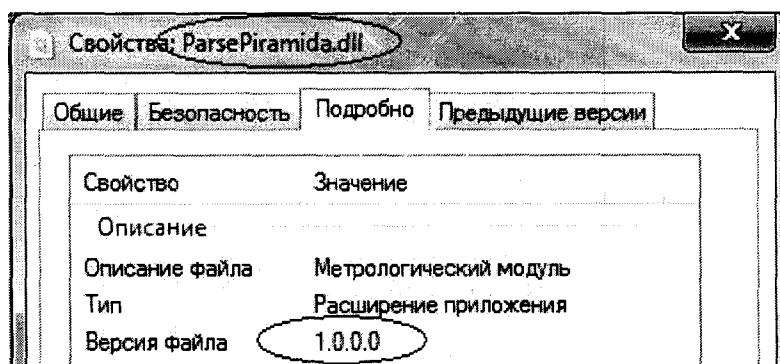 Свойства: ParsePiramida.dll
Общие Безопасность Подробно Предыдущие версии
Свойство Значение
Описание
Описание файла Метрологический модуль
Тип Расширение приложения
Версия файла 1.0.0.0